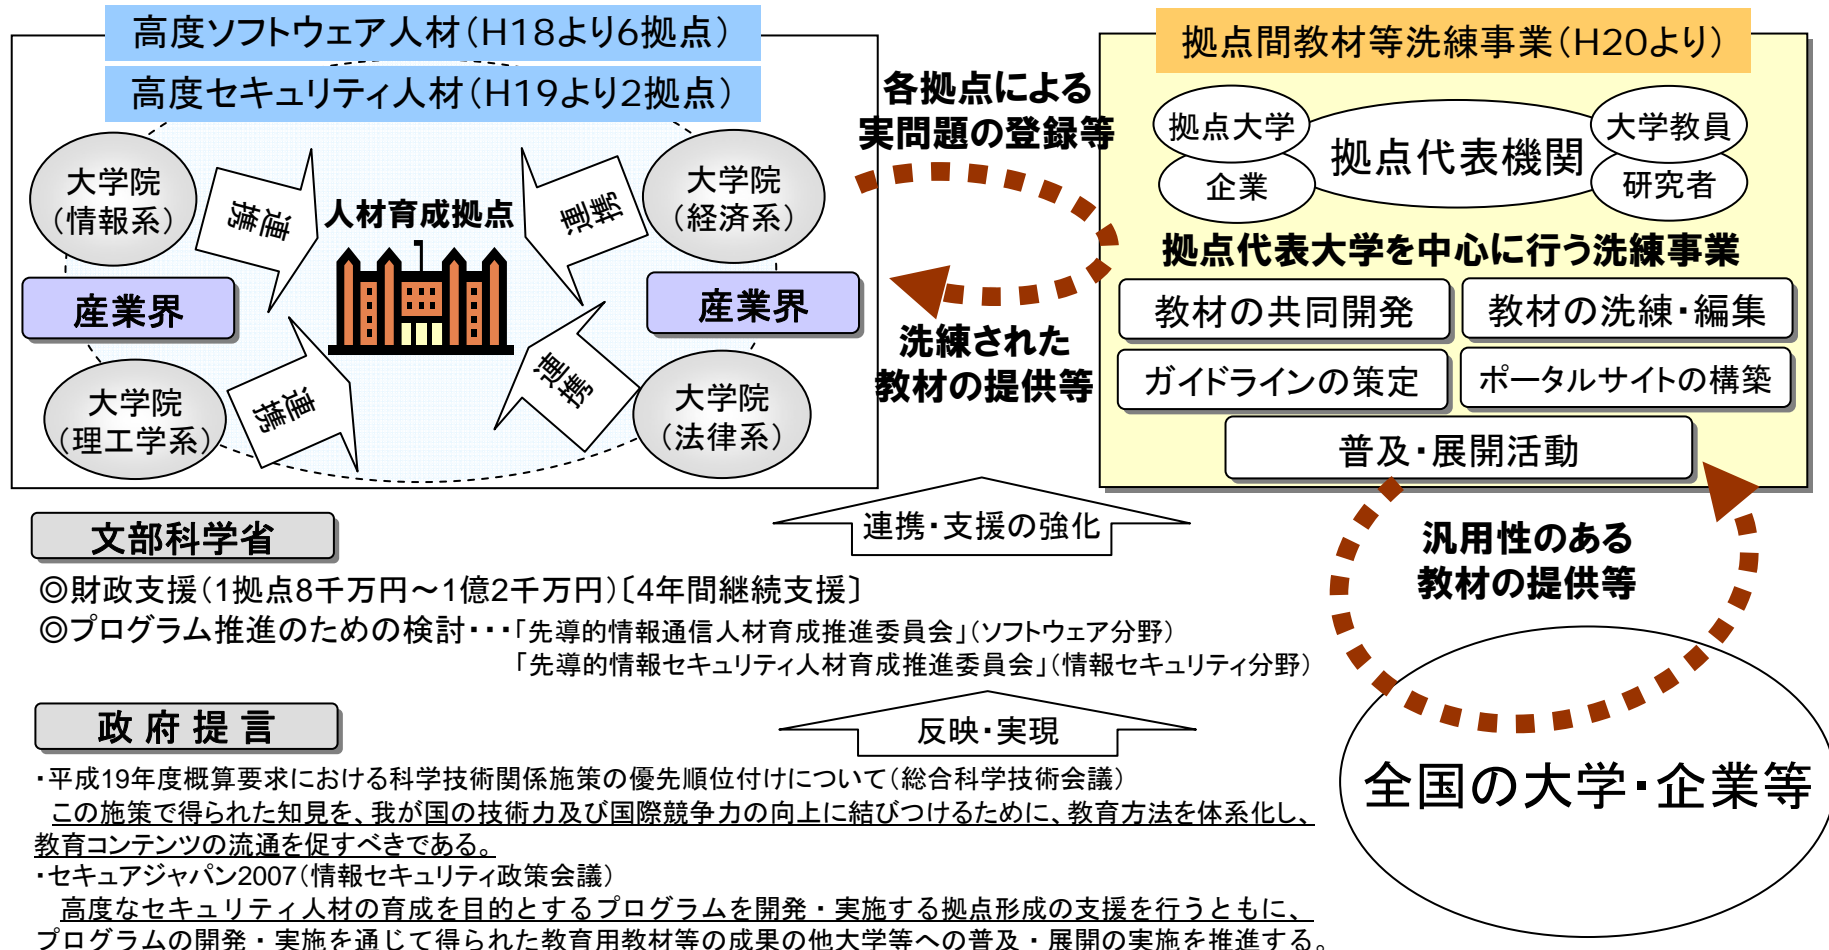 高度ソフトウェア人材（H18より6拠点）
高度セキュリティ人材（H19より2拠点）
大学院
（情報系）
連携
人材育成拠点
連携
大学院
（経済系）
産業界
産業界
大学院
（理工学系）
連携
連携
大学院
（法律系）
各拠点による
実問題の登録等
洗練された
教材の提供等
拠点間教材等洗練事業（H20より）
拠点大学
企業
拠点代表機関
大学教員
研究者
拠点代表大学を中心に行う洗練事業
教材の共同開発
教材の洗練・編集
ガイドラインの策定
ポータルサイトの構築
普及・展開活動
連携・支援の強化
汎用性のある
教材の提供等
全国の大学・企業等
文部科学省
◎財政支援（1拠点8千万円～1億2千万円）〔4年間継続支援〕
◎プログラム推進のための検討・・・「先導的情報通信人材育成推進委員会」（ソフトウェア分野）
「先導的情報セキュリティ人材育成推進委員会」（情報セキュリティ分野）
反映・実現
政府提言
・平成19年度概算要求における科学技術関係施策の優先順位付けについて（総合科学技術会議）
この施策で得られた知見を、我が国の技術力及び国際競争力の向上に結びつけるために、教育方法を体系化し、
教育コンテンツの流通を促すべきである。
・セキュアジャパン2007（情報セキュリティ政策会議）
高度なセキュリティ人材の育成を目的とするプログラムを開発・実施する拠点形成の支援を行うともに、
プログラムの開発・実施を通じて得られた教育用教材等の成果の他大学等への普及・展開の実施を推進する。